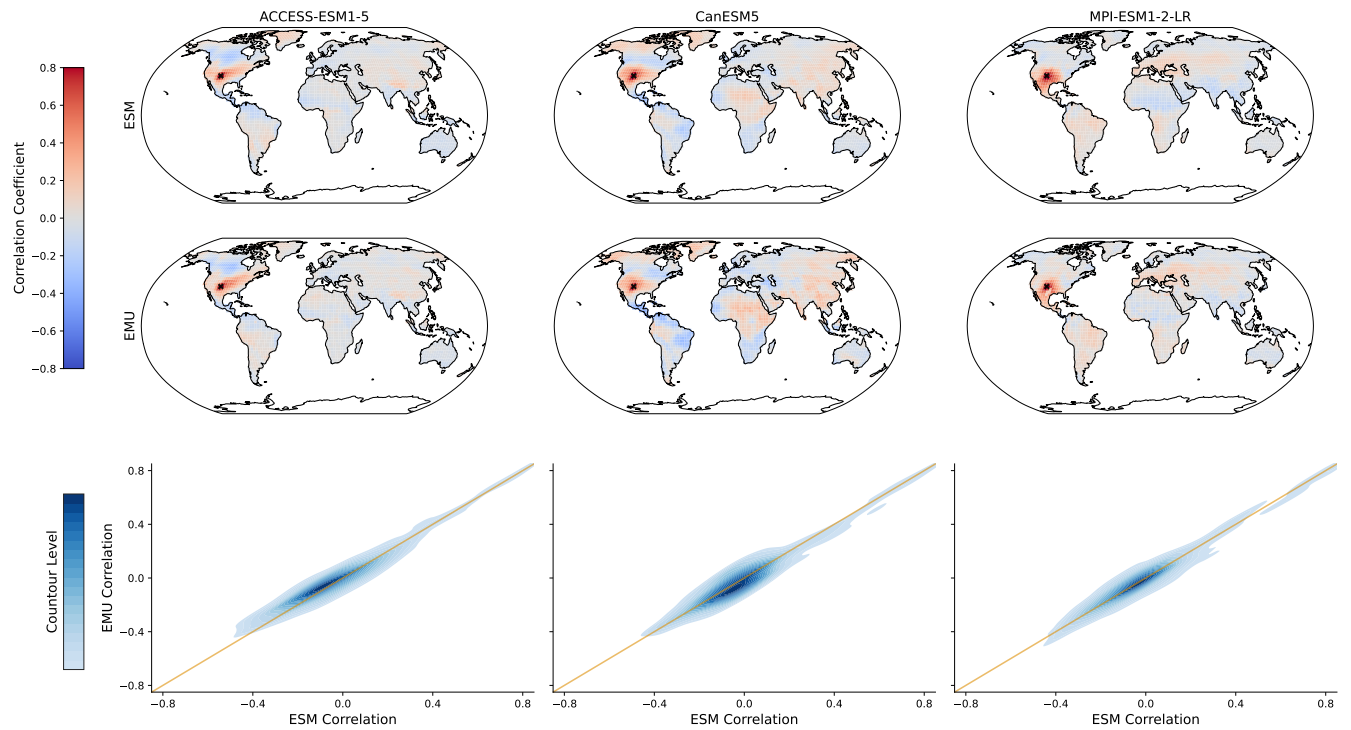 ACCESS-ESM1-5
CanESM5
MPI-ESM1-2-LR
ESM
EMU
Correlation Coefficient
0.8
0.6
0.4
0.2
0.0
−0.2
−0.4
−0.6
−0.8
Countour Level
EMU Correlation
0.8
0.4
0.0
−0.4
−0.8
−0.8 −0.4 0.0 0.4 0.8
−0.8 −0.4 0.0 0.4 0.8
−0.8 −0.4 0.0 0.4 0.8
ESM Correlation
ESM Correlation
ESM Correlation